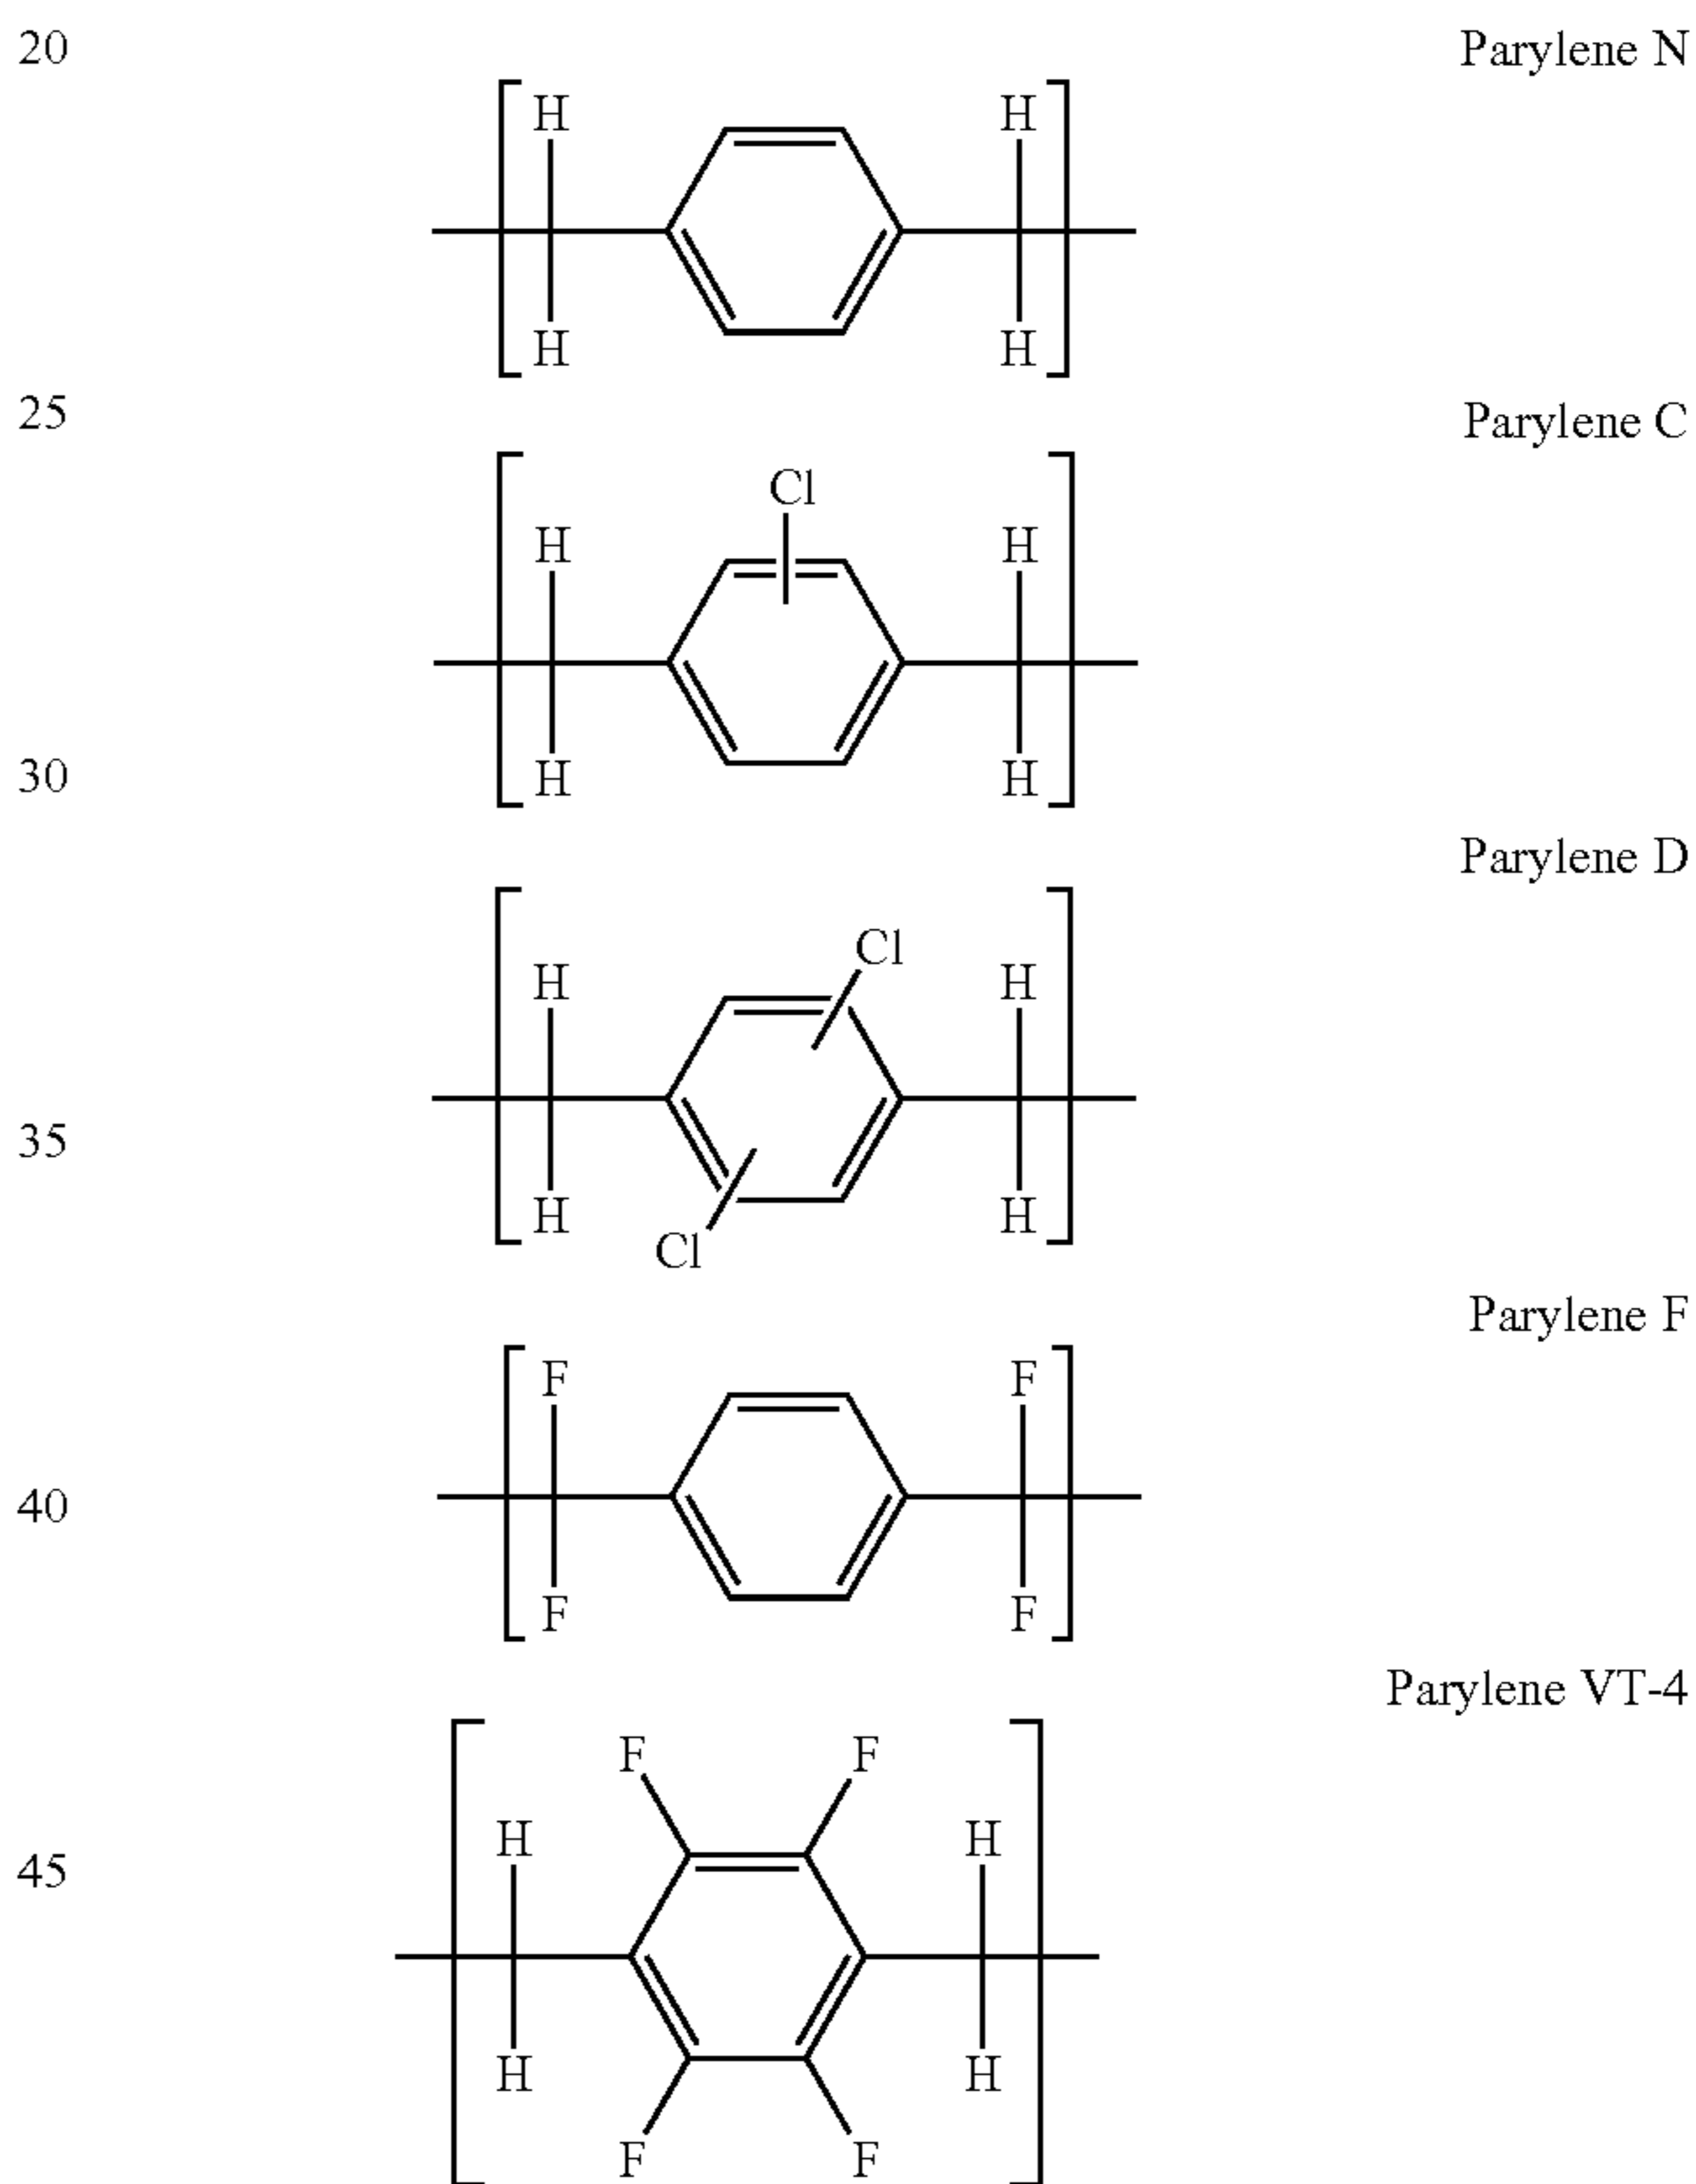 20 Parylene N
H H
H H
25 Parylene C
Cl
H H
30 H H
Parylene D
Cl
H H
35
H H
Cl
Parylene F
F F
40
F F
Parylene VT-4
F F
H H
45
H H
F F